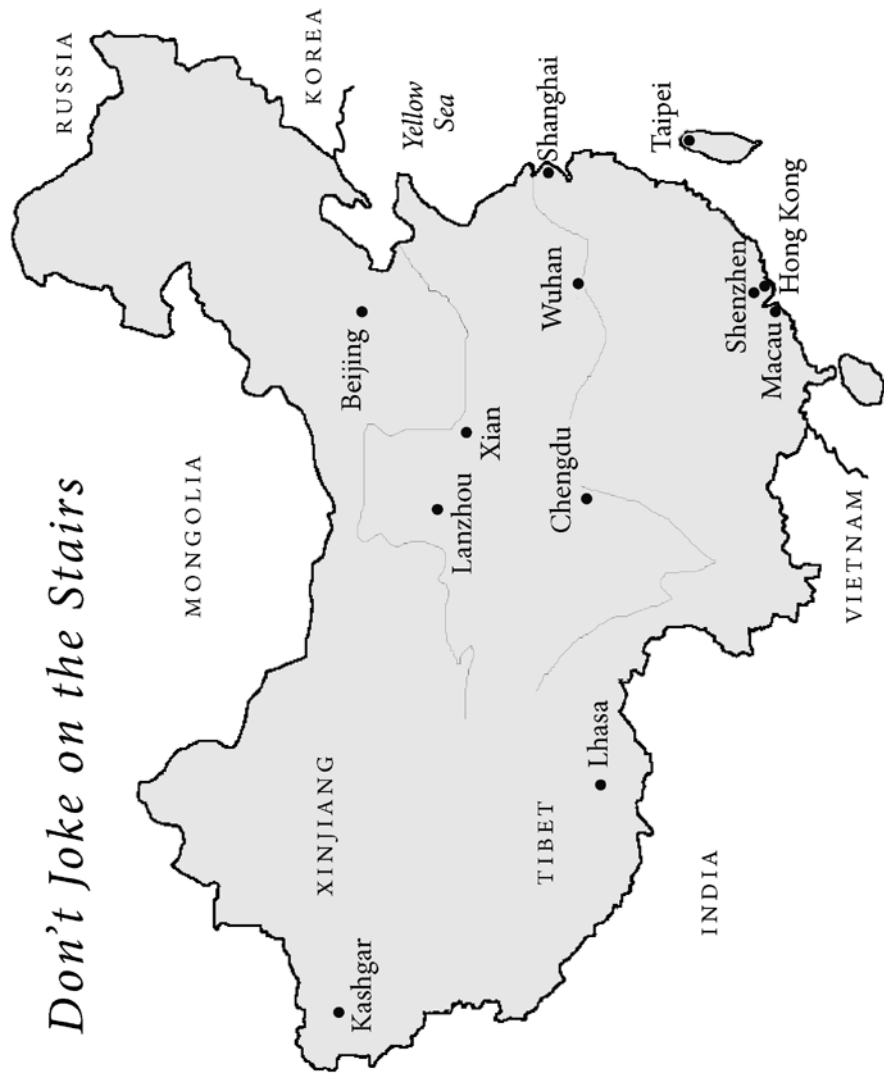 Don't Joke on the Stairs
RUSSIA
MONGOLIA
KOREA
XINJIANG
Kashgar
Beijing
Yellow
Sea
Lanzhou
Xian
Shanghai
TIBET
Chengdu
Wuhan
Lhasa
Taipei
INDIA
Shenzhen
Hong Kong
Macau
VIETNAM